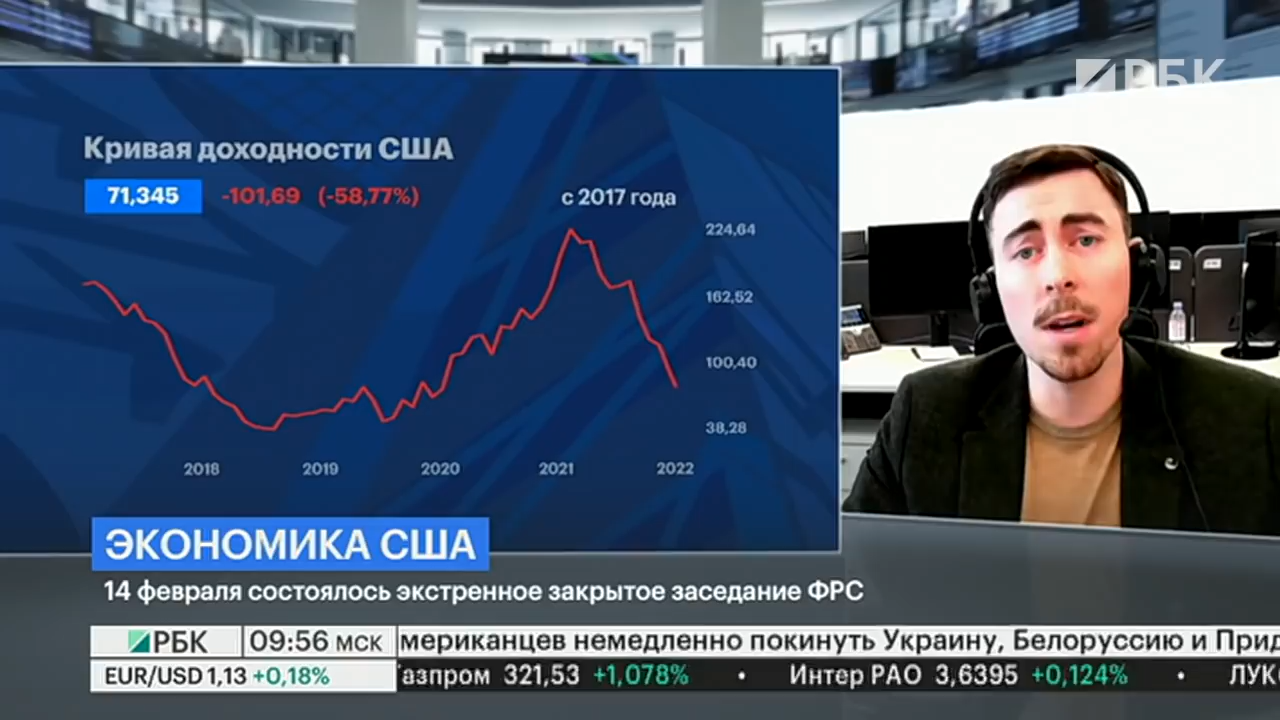 РБК
Кривая доходности США
71,345 -101,69 (-58,77%)
с 2017 года
224,64
162,52
100,40
38,28
2018 2019 2020 2021 2022
ЭКОНОМИКА США
14 февраля состоялось экстренное закрытое заседание ФРС
РБК 09:56 МСК мериканцев немедленно покинуть Украину, Белоруссию и Прид
EUR/USD 1,13 +0,18% Газпром 321,53 +1,078% • Интер РАО 3,6395 +0,124% • ЛУК